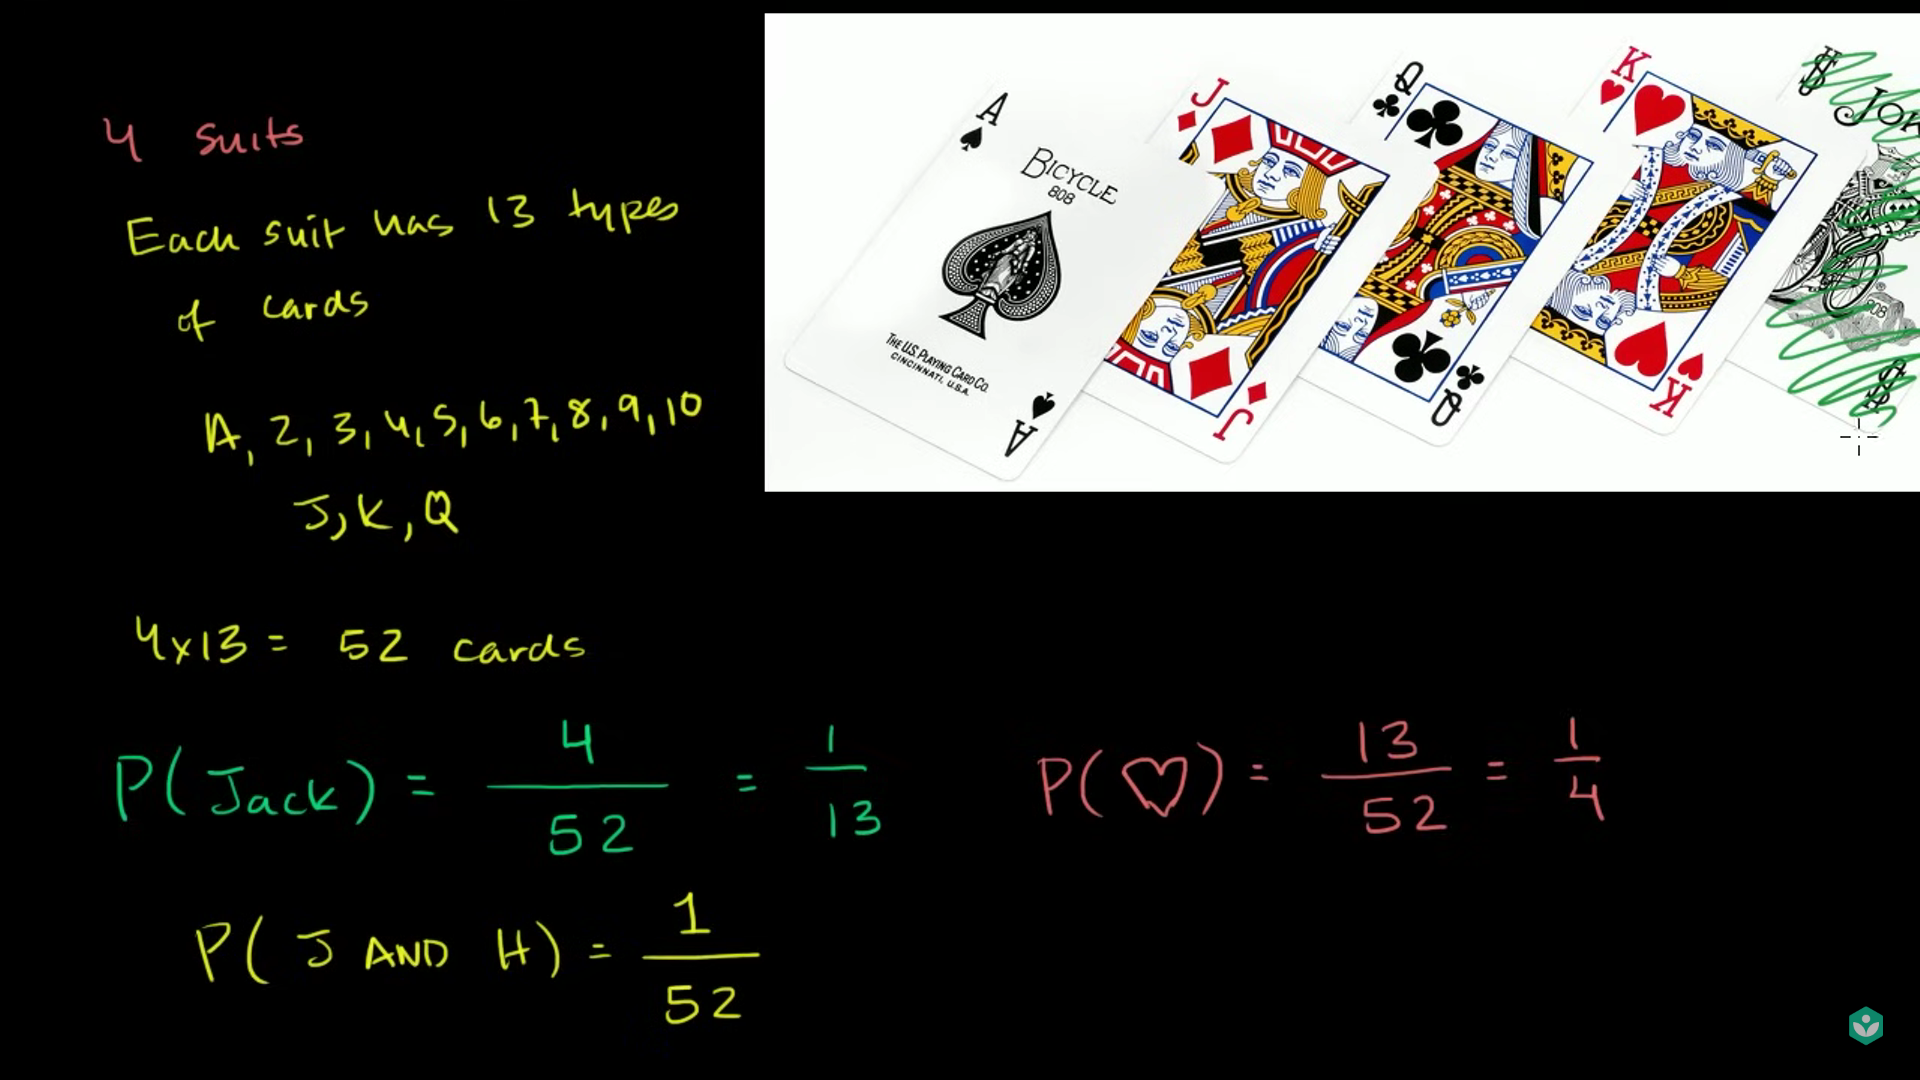 4 suits
Each suit has 13 types
of cards
A, 2, 3, 4, 5, 6, 7, 8, 9, 10
J, K, Q
4x13 = 52 cards
P(Jack) = 4/52 = 1/13
P(♡) = 13/52 = 1/4
P( J AND H) = 1/52
A
BICYCLE
808
THE U.S. PLAYING CARD CO.
CINCINNATI, U.S.A.
A
J
J
Q
Q
K
K
JOK
808